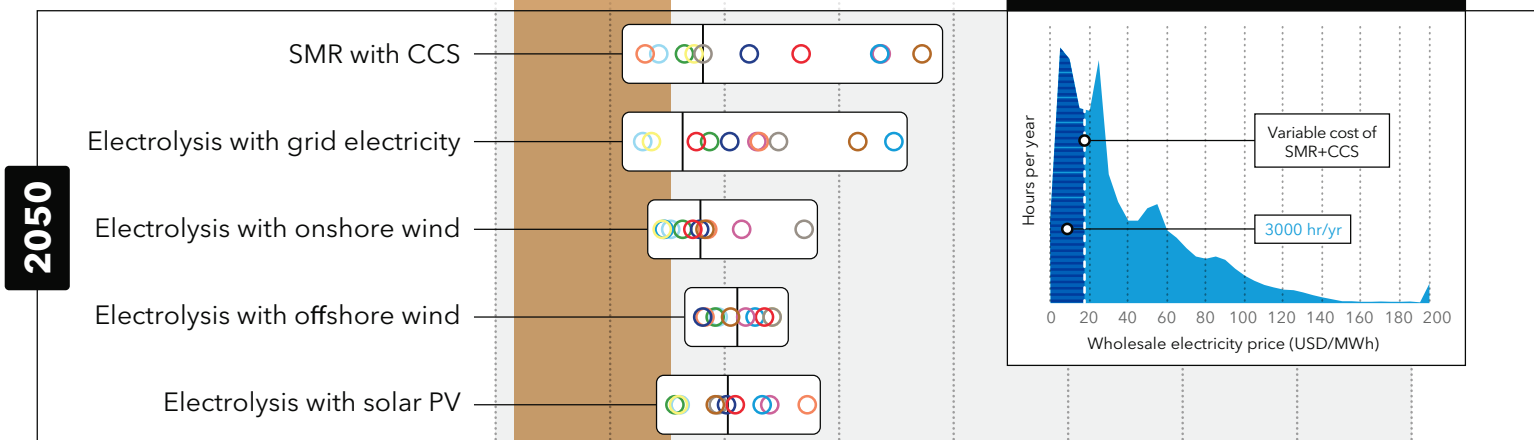 2050
SMR with CCS
Electrolysis with grid electricity
Electrolysis with onshore wind
Electrolysis with offshore wind
Electrolysis with solar PV
Hours per year
Variable cost of
SMR+CCS
3000 hr/yr
0 20 40 60 80 100 120 140 160 180 200
Wholesale electricity price (USD/MWh)